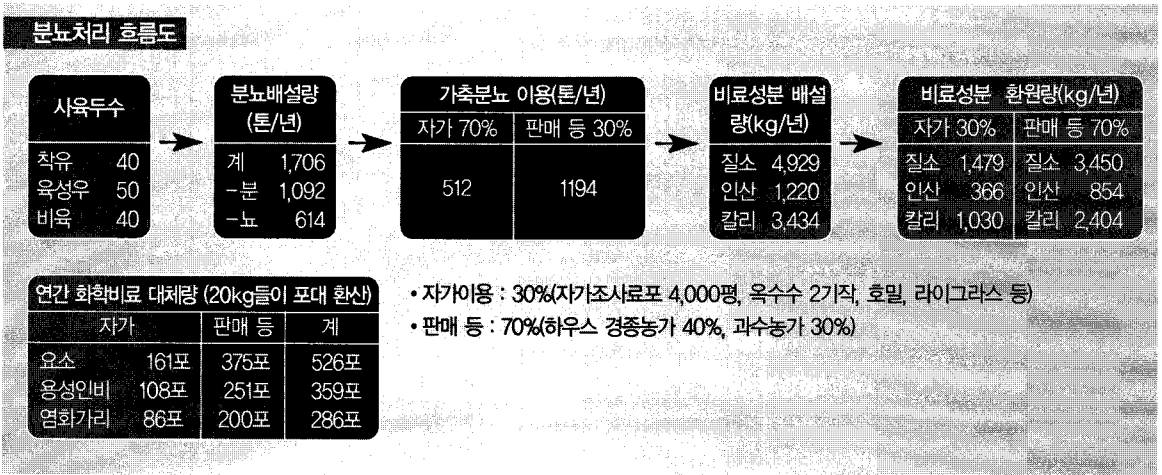 분뇨처리 흐름도
사육두수
착유 40
육성우 50
비육 40
분뇨배설량
(톤/년)
계 1,706
-분 1,092
-뇨 614
가축분뇨 이용(톤/년)
자가 70% 판매 등 30%
512 1194
비료성분 배설
량(kg/년)
질소 4,929
인산 1,220
칼리 3,434
비료성분 환원량(kg/년)
자가 30% 판매 등 70%
질소 1,479 질소 3,450
인산 366 인산 854
칼리 1,030 칼리 2,404
연간 화학비료 대체량 (20kg들이 포대 환산)
자가 판매 등 계
요소 161포 375포 526포
용성인비 108포 251포 359포
염화가리 86포 200포 286포
• 자가이용 : 30%(자가조사료포 4,000평, 옥수수 2기작, 호밀, 라이그라스 등)
• 판매 등 : 70%(하우스 경종농가 40%, 과수농가 30%)